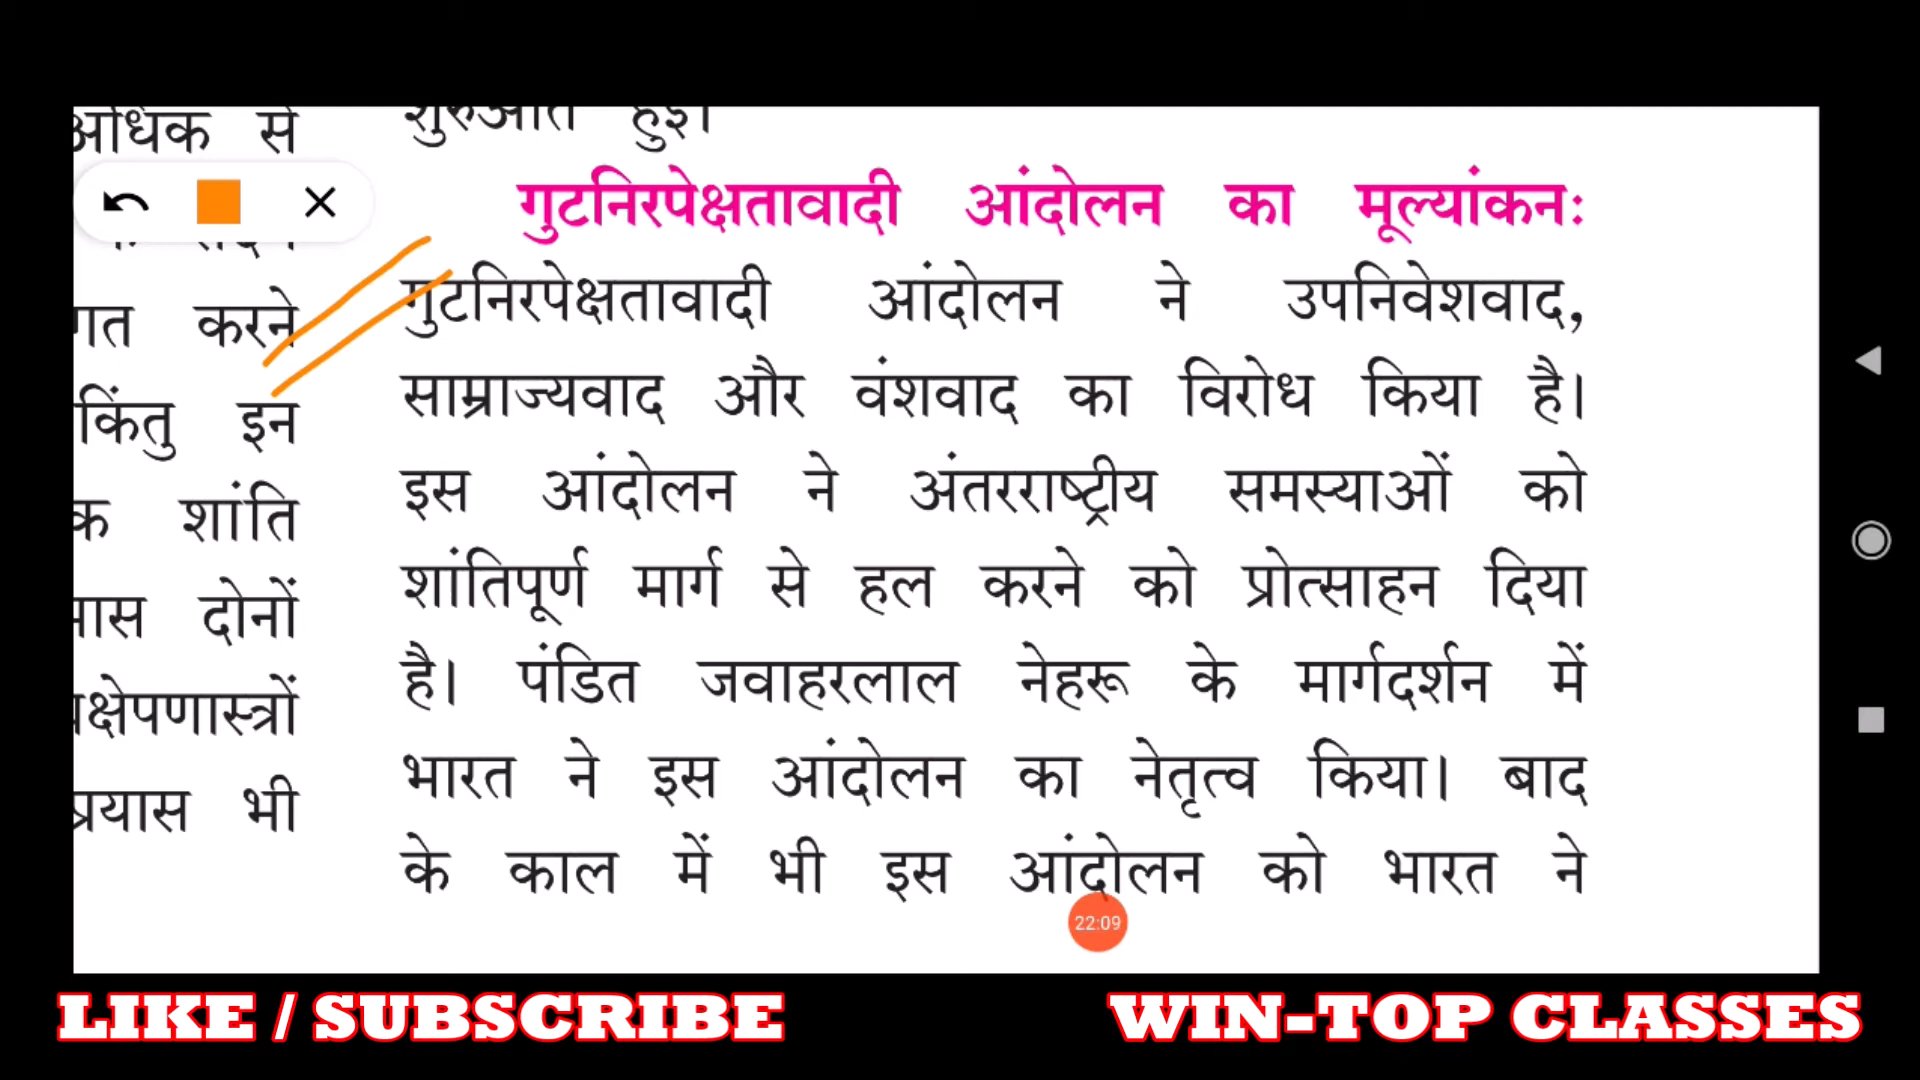 अधिक से
गत करने
किंतु इन
क शांति
दोनों
प्रयास भी
शुरुआत हुई।
गुटनिरपेक्षतावादी आंदोलन का मूल्यांकनः
गुटनिरपेक्षतावादी आंदोलन ने उपनिवेशवाद,
साम्राज्यवाद और वंशवाद का विरोध किया है।
इस आंदोलन ने अंतरराष्ट्रीय समस्याओं को
शांतिपूर्ण मार्ग से हल करने को प्रोत्साहन दिया
है। पंडित जवाहरलाल नेहरू के मार्गदर्शन में
भारत ने इस आंदोलन का नेतृत्व किया। बाद
के काल में भी इस आंदोलन को भारत ने
22:09
LIKE / SUBSCRIBE
WIN-TOP CLASSES